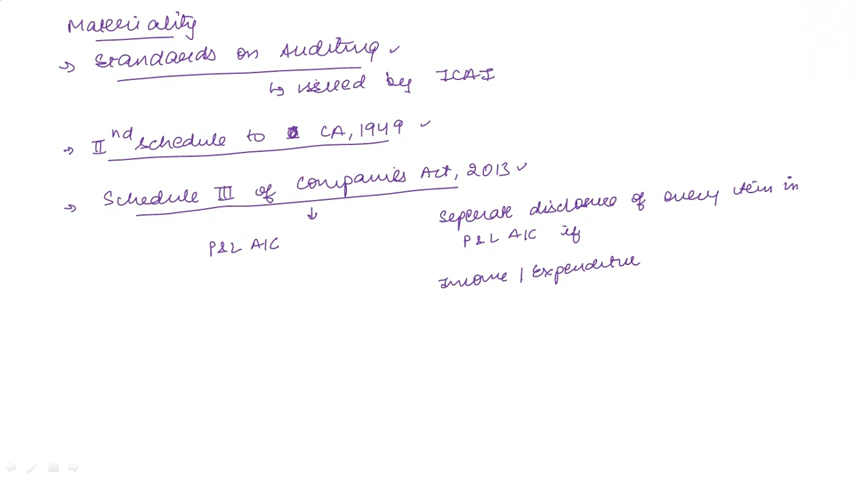 Materiality
→ Standards on Auditing ✓
↳ issued by ICAI
→ IInd schedule to CA, 1949 ✓
→ Schedule III of Companies Act, 2013 ✓
↓
P&L A/C
Seperate disclosure of every item in
P&L A/C if
Income / Expenditure